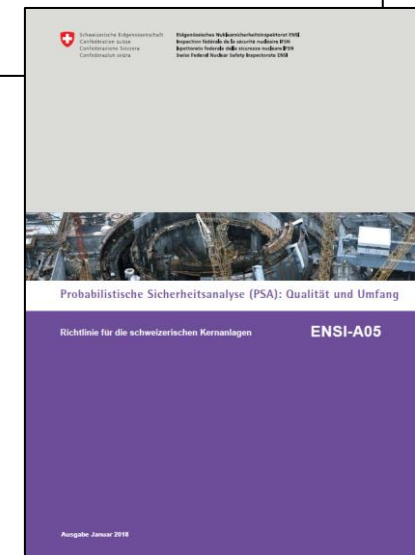 Schweizerische Eidgenossenschaft
Confédération suisse
Confederazione Svizzera
Confederaziun svizra
Eidgenössisches Nuklearsicherheitsinspektorat ENSI
Inspection fédérale de la sécurité nucléaire IFSN
Ispettorato federale della sicurezza nucleare IFSN
Swiss Federal Nuclear Safety Inspectorate ENSI
Probabilistische Sicherheitsanalyse (PSA): Qualität und Umfang
Richtlinie für die schweizerischen Kernanlagen
ENSI-A05
Ausgabe Januar 2018